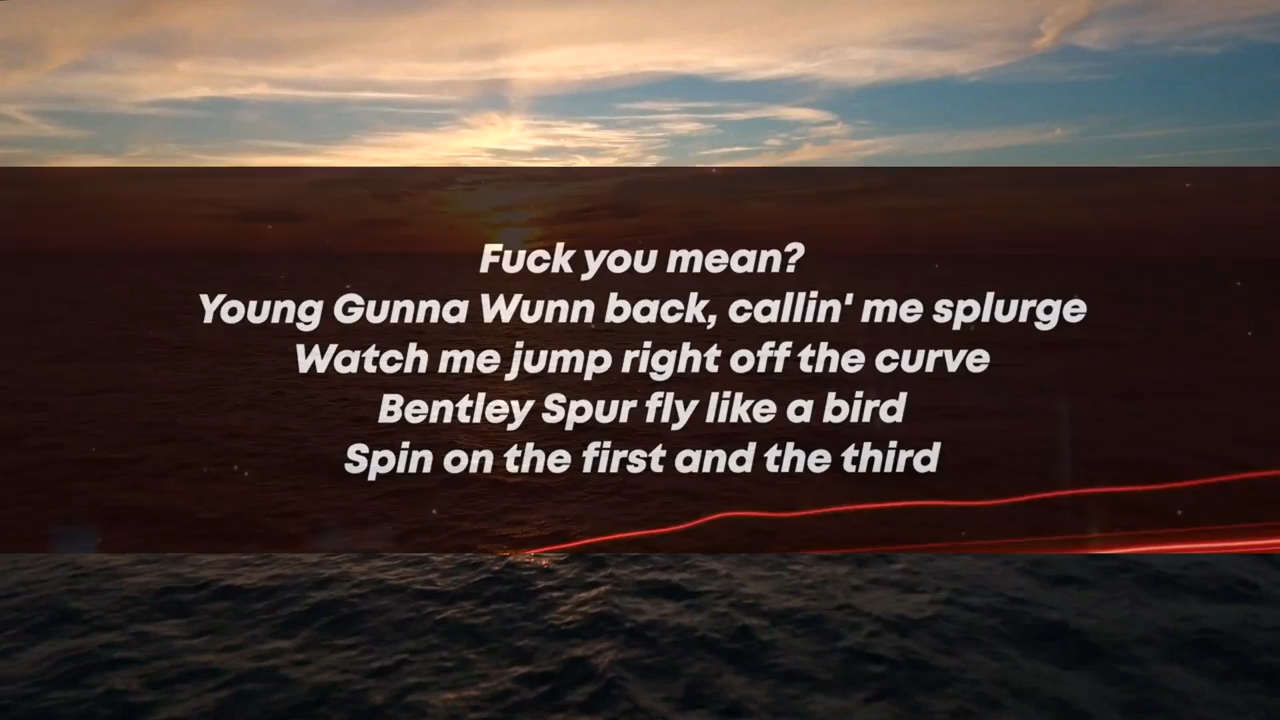 Fuck you mean?
Young Gunna Wunn back, callin' me splurge
Watch me jump right off the curve
Bentley Spur fly like a bird
Spin on the first and the third